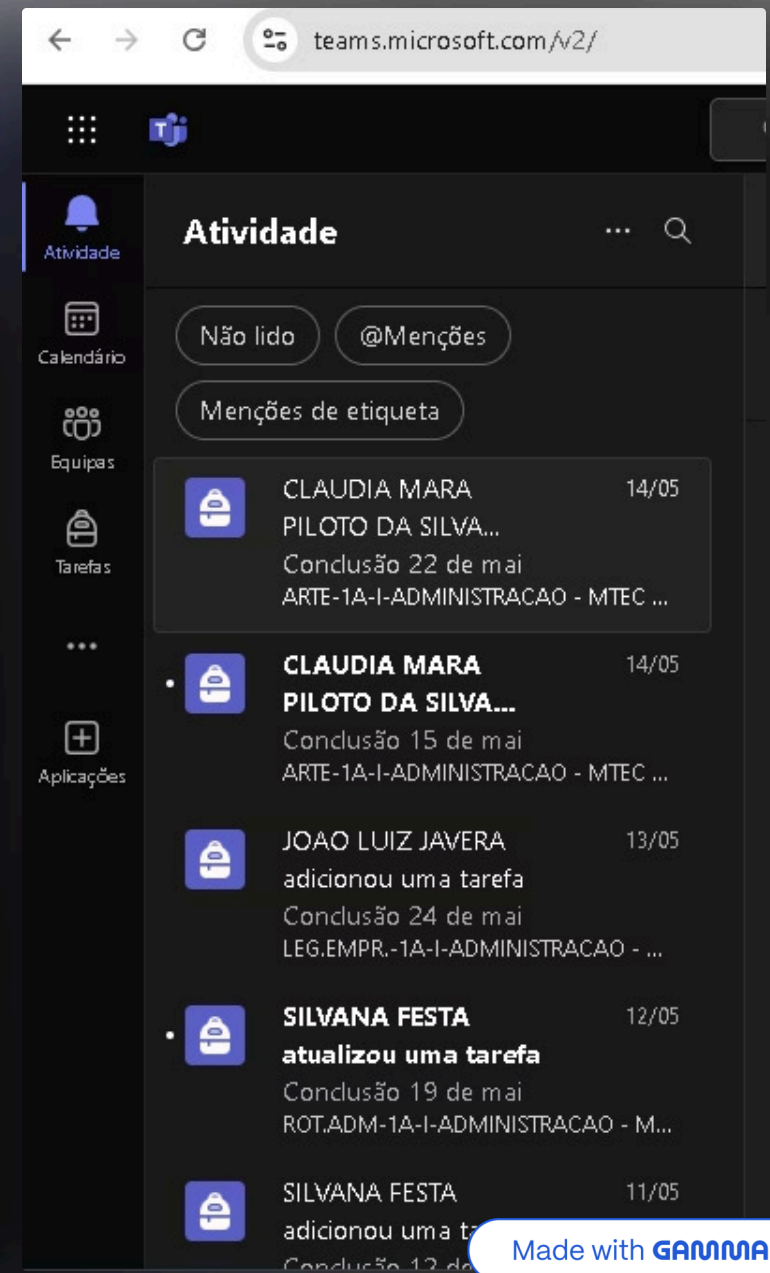 teams.microsoft.com/v2/
Atividade
Atividade
Calendário
Equipas
Tarefas
Aplicações
Não lido
@Menções
Menções de etiqueta
CLAUDIA MARA 14/05
PILOTO DA SILVA...
Conclusão 22 de mai
ARTE-1A-I-ADMINISTRACAO - MTEC ...
CLAUDIA MARA 14/05
PILOTO DA SILVA...
Conclusão 15 de mai
ARTE-1A-I-ADMINISTRACAO - MTEC ...
JOAO LUIZ JAVERA 13/05
adicionou uma tarefa
Conclusão 24 de mai
LEG.EMPR.-1A-I-ADMINISTRACAO - ...
SILVANA FESTA 12/05
atualizou uma tarefa
Conclusão 19 de mai
ROT.ADM-1A-I-ADMINISTRACAO - M...
SILVANA FESTA 11/05
adicionou uma
Conclusão
Made with GAMMA